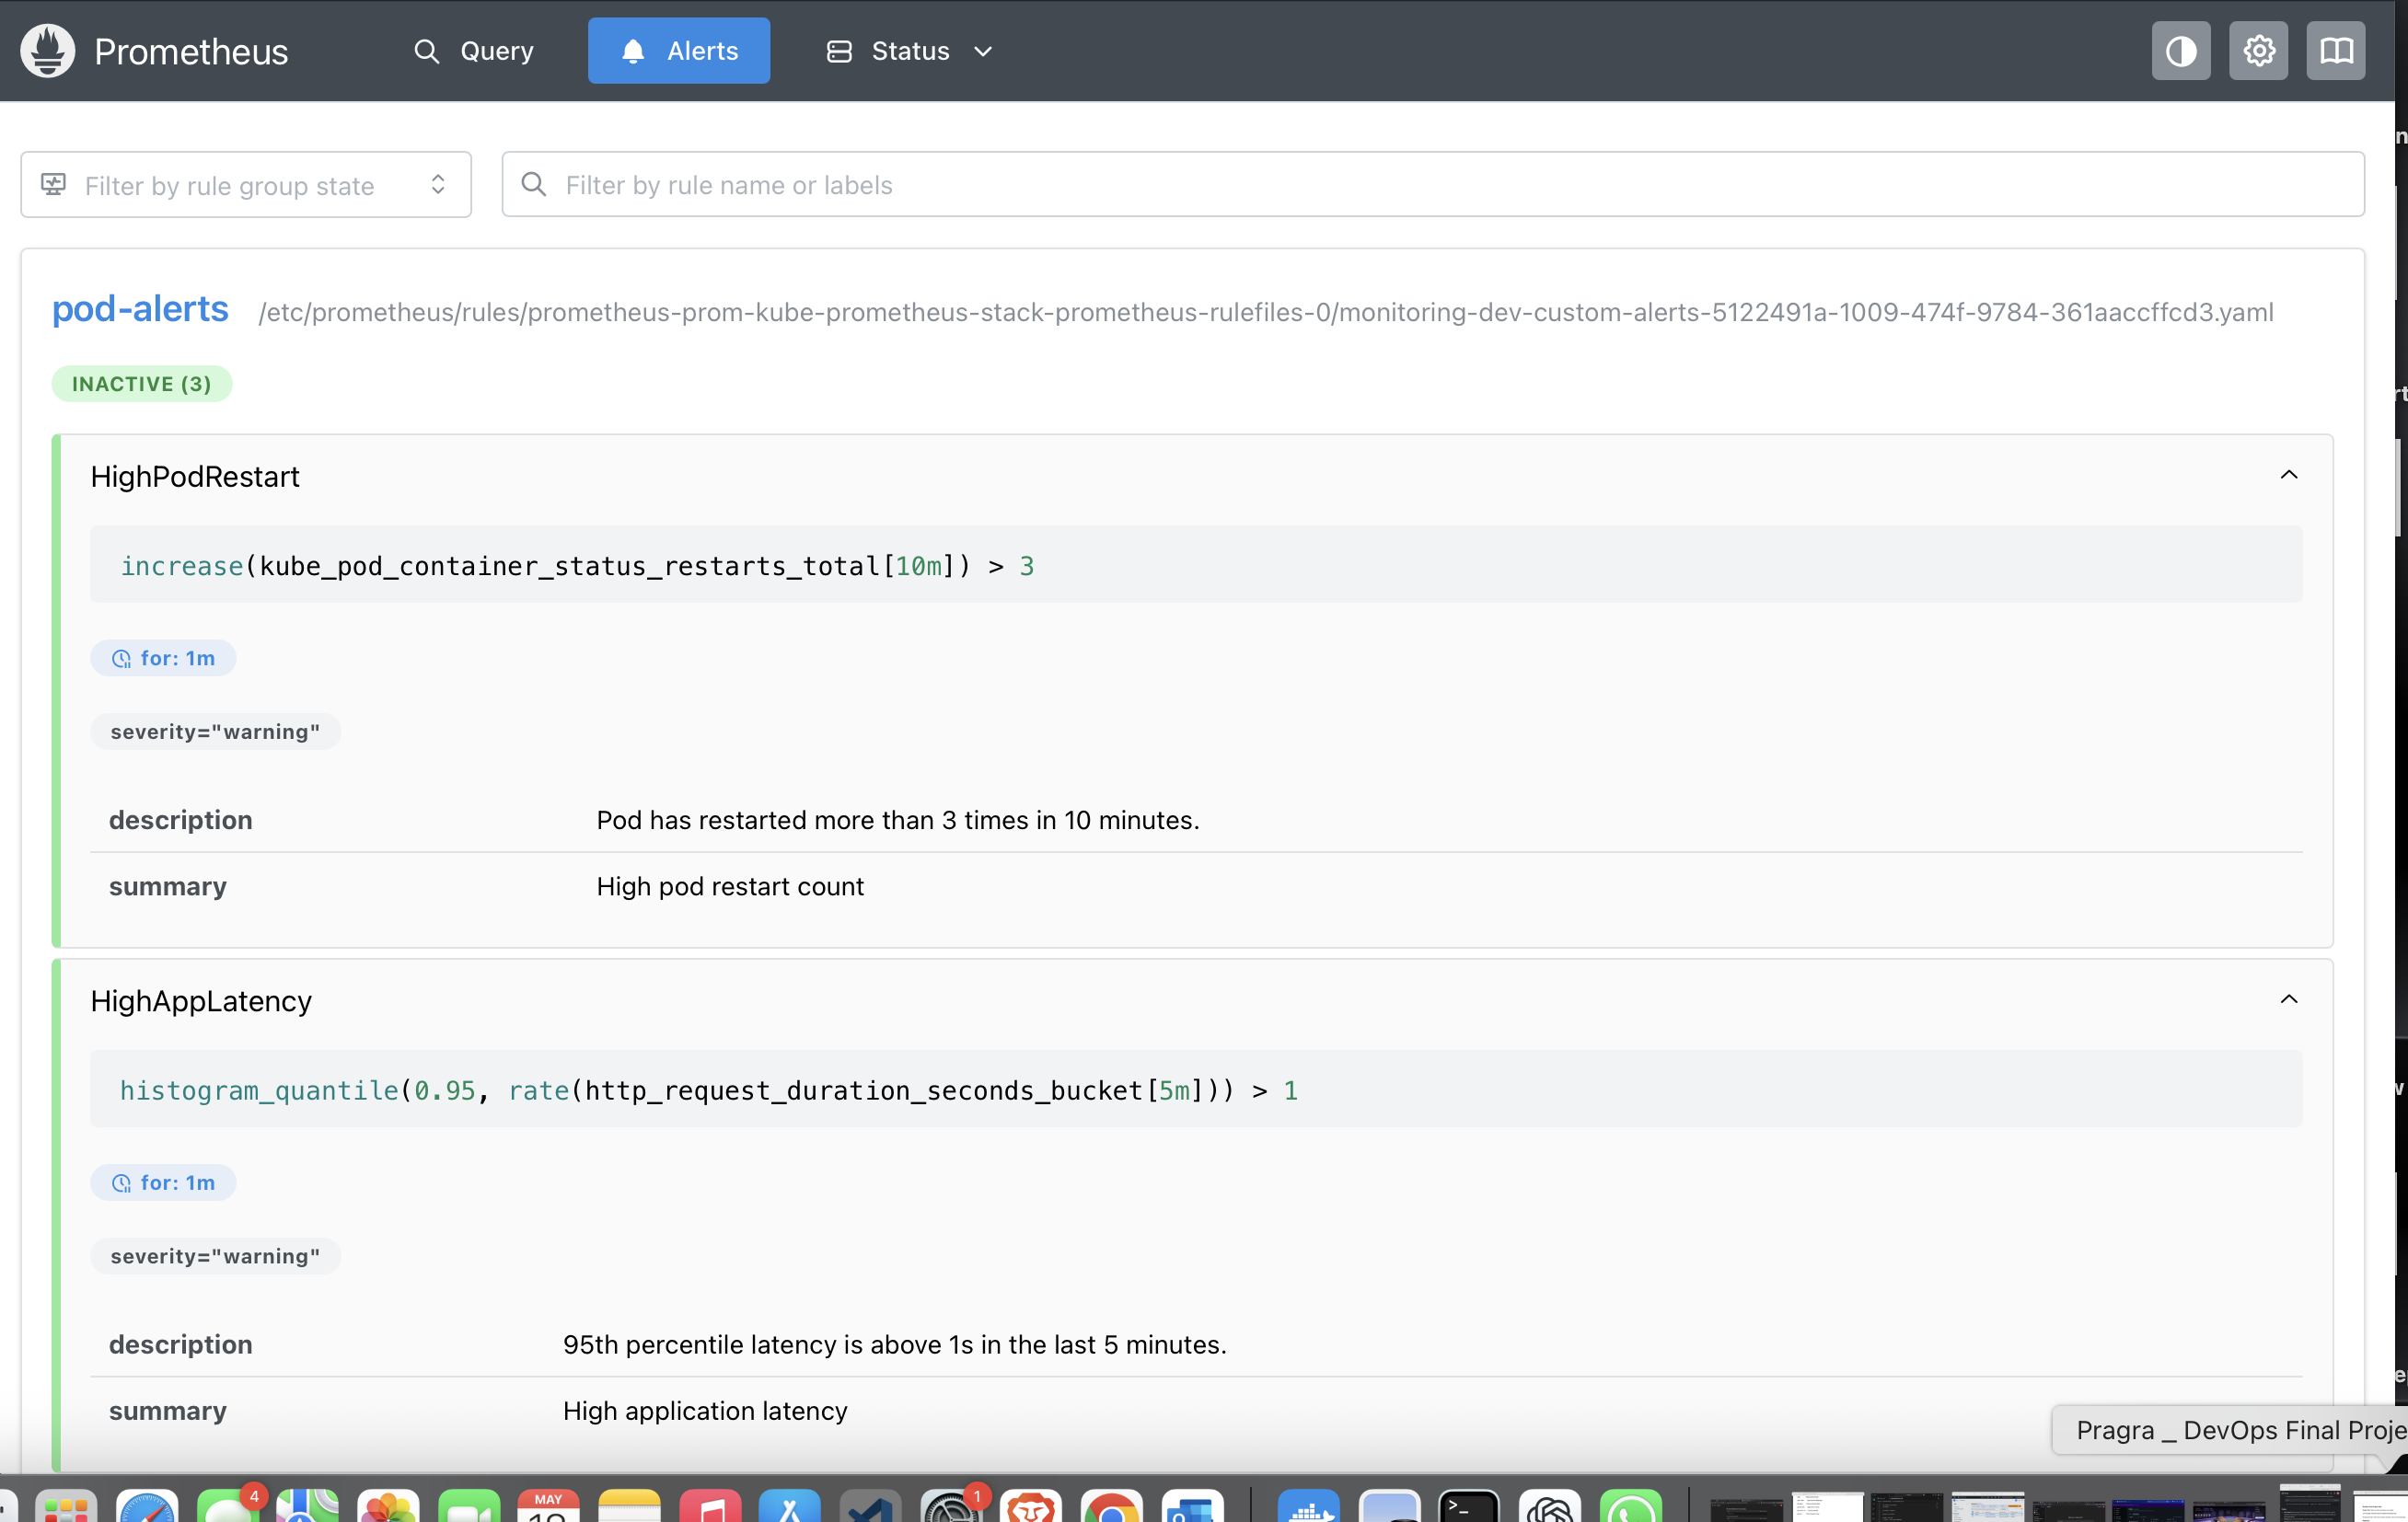 Prometheus
Query
Alerts
Status
Filter by rule group state
Filter by rule name or labels
pod-alerts /etc/prometheus/rules/prometheus-prom-kube-prometheus-stack-prometheus-rulefiles-0/monitoring-dev-custom-alerts-5122491a-1009-474f-9784-361aaccffcd3.yaml
INACTIVE (3)
HighPodRestart
increase(kube_pod_container_status_restarts_total[10m]) > 3
for: 1m
severity="warning"
description Pod has restarted more than 3 times in 10 minutes.
summary High pod restart count
HighAppLatency
histogram_quantile(0.95, rate(http_request_duration_seconds_bucket[5m])) > 1
for: 1m
severity="warning"
description 95th percentile latency is above 1s in the last 5 minutes.
summary High application latency
Pragra _ DevOps Final Proje
4
MAY
1